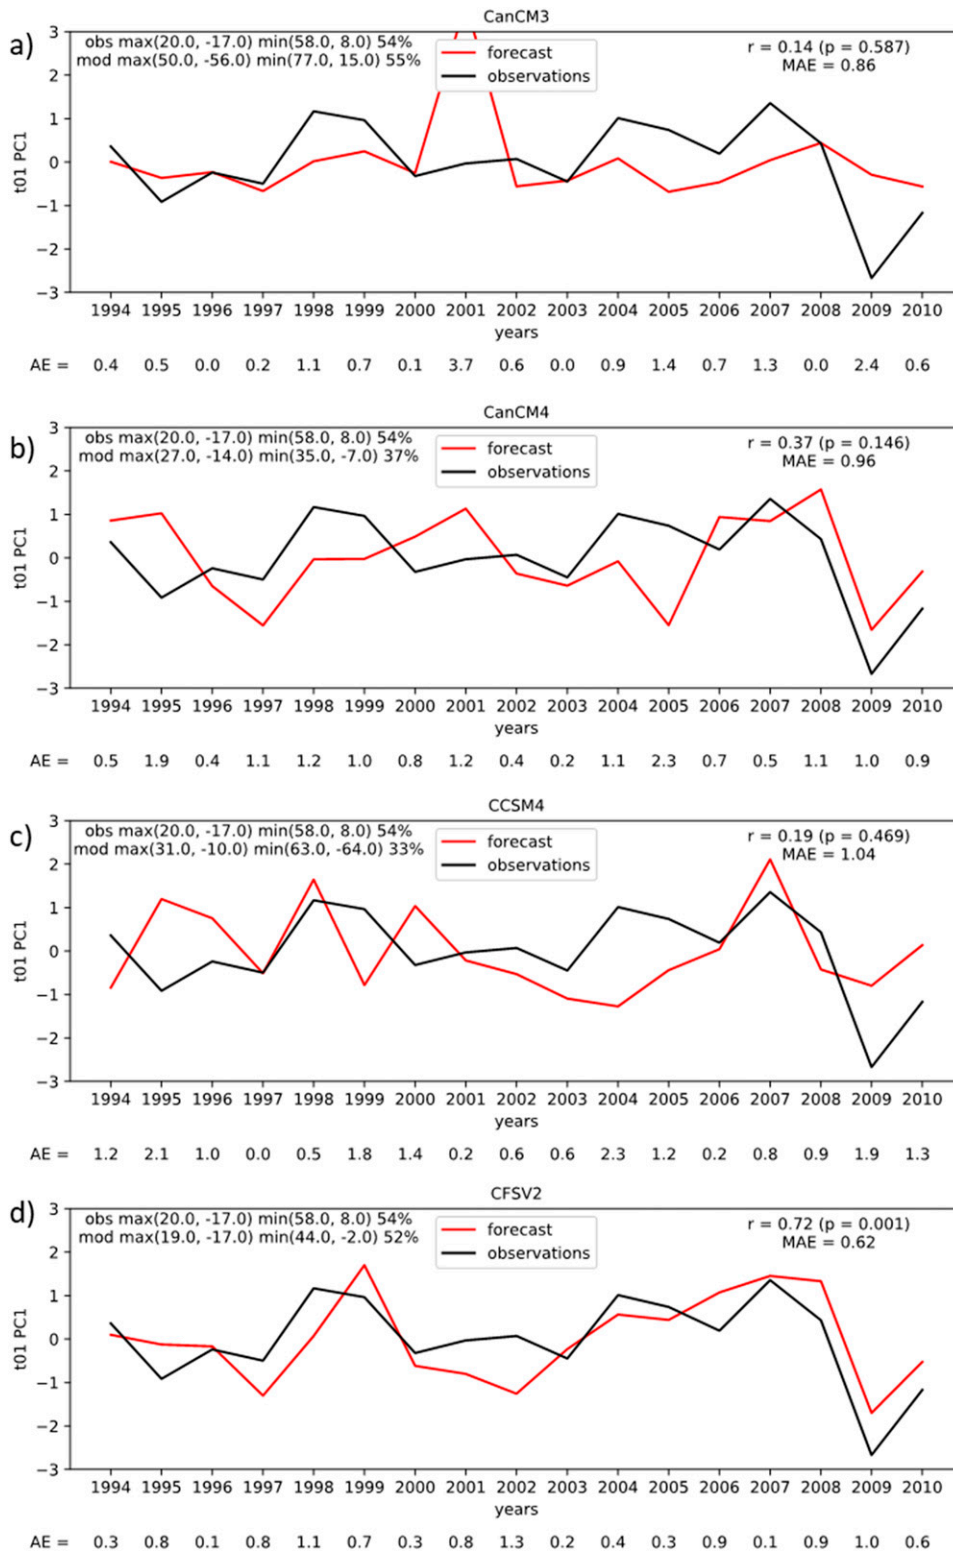 a)
CanCM3
obs max(20.0, -17.0) min(58.0, 8.0) 54%
mod max(50.0, -56.0) min(77.0, 15.0) 55%
forecast
observations
r = 0.14 (p = 0.587)
MAE = 0.86
t01 PC1
3
2
1
0
−1
−2
−3
1994 1995 1996 1997 1998 1999 2000 2001 2002 2003 2004 2005 2006 2007 2008 2009 2010
years
AE = 0.4 0.5 0.0 0.2 1.1 0.7 0.1 3.7 0.6 0.0 0.9 1.4 0.7 1.3 0.0 2.4 0.6
b)
CanCM4
obs max(20.0, -17.0) min(58.0, 8.0) 54%
mod max(27.0, -14.0) min(35.0, -7.0) 37%
forecast
observations
r = 0.37 (p = 0.146)
MAE = 0.96
t01 PC1
3
2
1
0
−1
−2
−3
1994 1995 1996 1997 1998 1999 2000 2001 2002 2003 2004 2005 2006 2007 2008 2009 2010
years
AE = 0.5 1.9 0.4 1.1 1.2 1.0 0.8 1.2 0.4 0.2 1.1 2.3 0.7 0.5 1.1 1.0 0.9
c)
CCSM4
obs max(20.0, -17.0) min(58.0, 8.0) 54%
mod max(31.0, -10.0) min(63.0, -64.0) 33%
forecast
observations
r = 0.19 (p = 0.469)
MAE = 1.04
t01 PC1
3
2
1
0
−1
−2
−3
1994 1995 1996 1997 1998 1999 2000 2001 2002 2003 2004 2005 2006 2007 2008 2009 2010
years
AE = 1.2 2.1 1.0 0.0 0.5 1.8 1.4 0.2 0.6 0.6 2.3 1.2 0.2 0.8 0.9 1.9 1.3
d)
CFSV2
obs max(20.0, -17.0) min(58.0, 8.0) 54%
mod max(19.0, -17.0) min(44.0, -2.0) 52%
forecast
observations
r = 0.72 (p = 0.001)
MAE = 0.62
t01 PC1
3
2
1
0
−1
−2
−3
1994 1995 1996 1997 1998 1999 2000 2001 2002 2003 2004 2005 2006 2007 2008 2009 2010
years
AE = 0.3 0.8 0.1 0.8 1.1 0.7 0.3 0.8 1.3 0.2 0.4 0.3 0.9 0.1 0.9 1.0 0.6